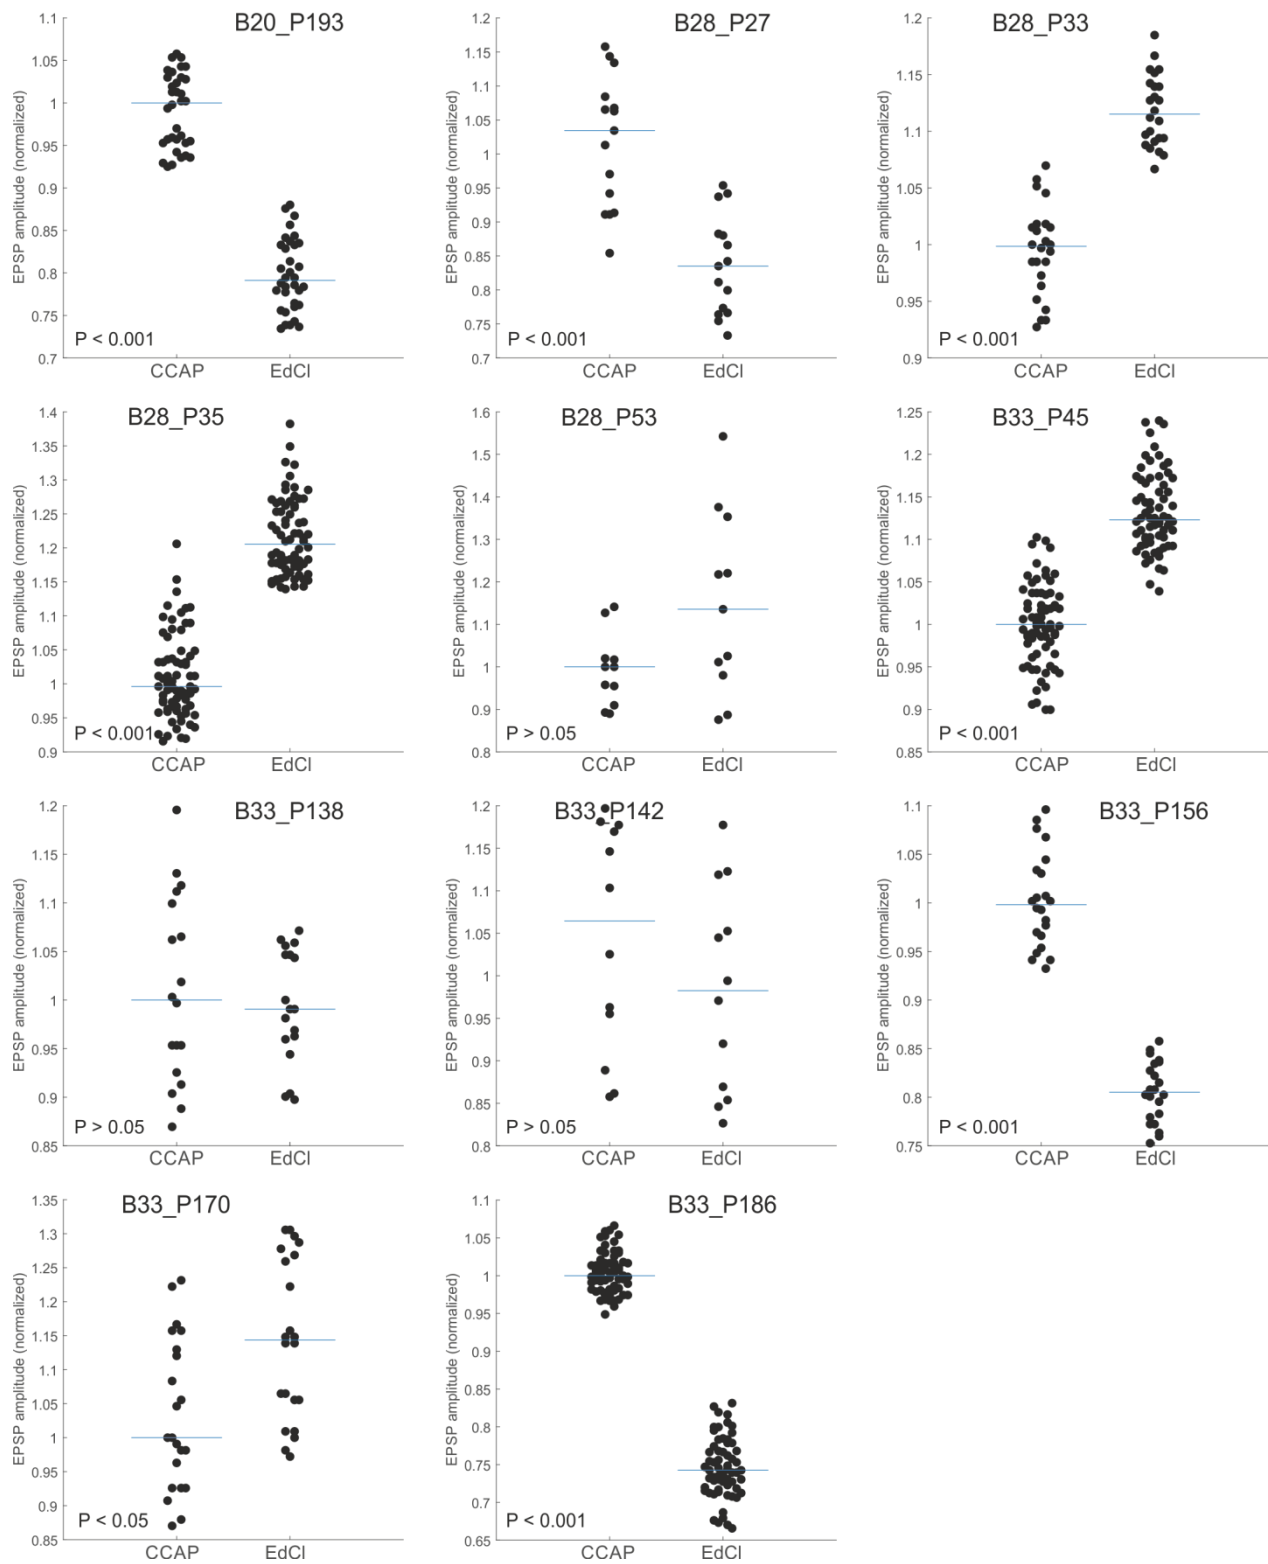 B20_P193
EPSP amplitude (normalized)
1.1
1.05
1
0.95
0.9
0.85
0.8
0.75
0.7
P < 0.001
CCAP EdCl
B28_P27
EPSP amplitude (normalized)
1.2
1.15
1.1
1.05
1
0.95
0.9
0.85
0.8
0.75
0.7
P < 0.001
CCAP EdCl
B28_P33
EPSP amplitude (normalized)
1.2
1.15
1.1
1.05
1
0.95
0.9
P < 0.001
CCAP EdCl
B28_P35
EPSP amplitude (normalized)
1.4
1.35
1.3
1.25
1.2
1.15
1.1
1.05
1
0.95
0.9
P < 0.001
CCAP EdCl
B28_P53
EPSP amplitude (normalized)
1.6
1.5
1.4
1.3
1.2
1.1
1
0.9
0.8
P > 0.05
CCAP EdCl
B33_P45
EPSP amplitude (normalized)
1.25
1.2
1.15
1.1
1.05
1
0.95
0.9
0.85
P < 0.001
CCAP EdCl
B33_P138
EPSP amplitude (normalized)
1.2
1.15
1.1
1.05
1
0.95
0.9
0.85
P > 0.05
CCAP EdCl
B33_P142
EPSP amplitude (normalized)
1.2
1.15
1.1
1.05
1
0.95
0.9
0.85
0.8
P > 0.05
CCAP EdCl
B33_P156
EPSP amplitude (normalized)
1.1
1.05
1
0.95
0.9
0.85
0.8
0.75
P < 0.001
CCAP EdCl
B33_P170
EPSP amplitude (normalized)
1.35
1.3
1.25
1.2
1.15
1.1
1.05
1
0.95
0.9
0.85
P < 0.05
CCAP EdCl
B33_P186
EPSP amplitude (normalized)
1.1
1.05
1
0.95
0.9
0.85
0.8
0.75
0.7
0.65
P < 0.001
CCAP EdCl